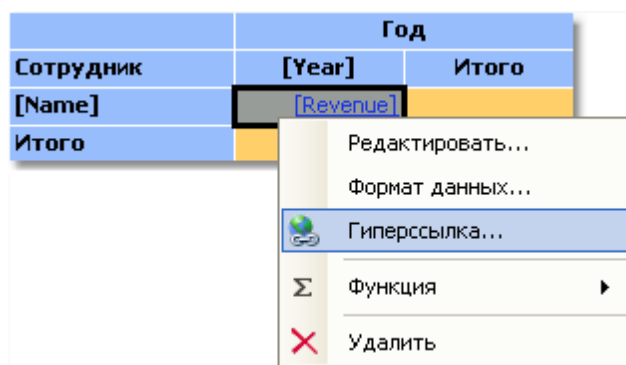 Год
Сотрудник [Year] Итого
[Name] [Revenue]
Итого
Редактировать...
Формат данных...
Гиперссылка...
Σ Функция
Удалить